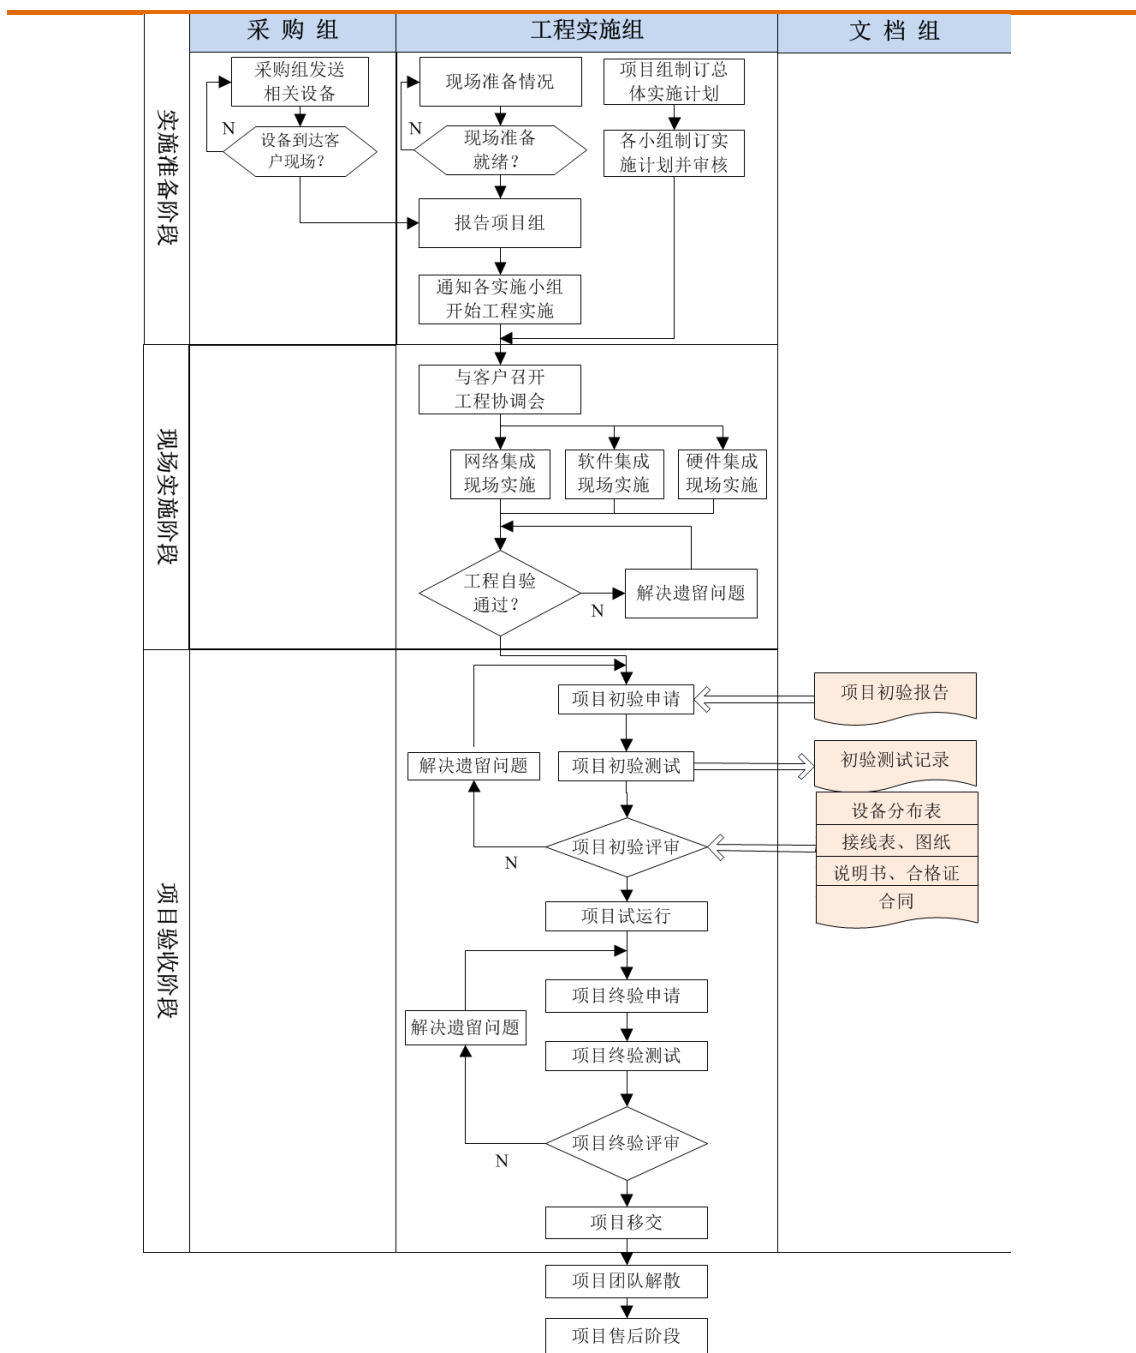 采 购 组
工程实施组
文 档 组
实施准备阶段
采购组发送
相关设备
N
设备到达客
户现场？
现场准备情况
N
现场准备
就绪？
项目组制订总
体实施计划
各小组制订实
施计划并审核
报告项目组
通知各实施小组
开始工程实施
现场实施阶段
与客户召开
工程协调会
网络集成
现场实施
软件集成
现场实施
硬件集成
现场实施
工程自验
通过？
N
解决遗留问题
项目验收阶段
项目初验申请
项目初验报告
解决遗留问题
项目初验测试
初验测试记录
项目初验评审
N
设备分布表
接线表、图纸
说明书、合格证
合同
项目试运行
项目终验申请
解决遗留问题
项目终验测试
项目终验评审
N
项目移交
项目团队解散
项目售后阶段